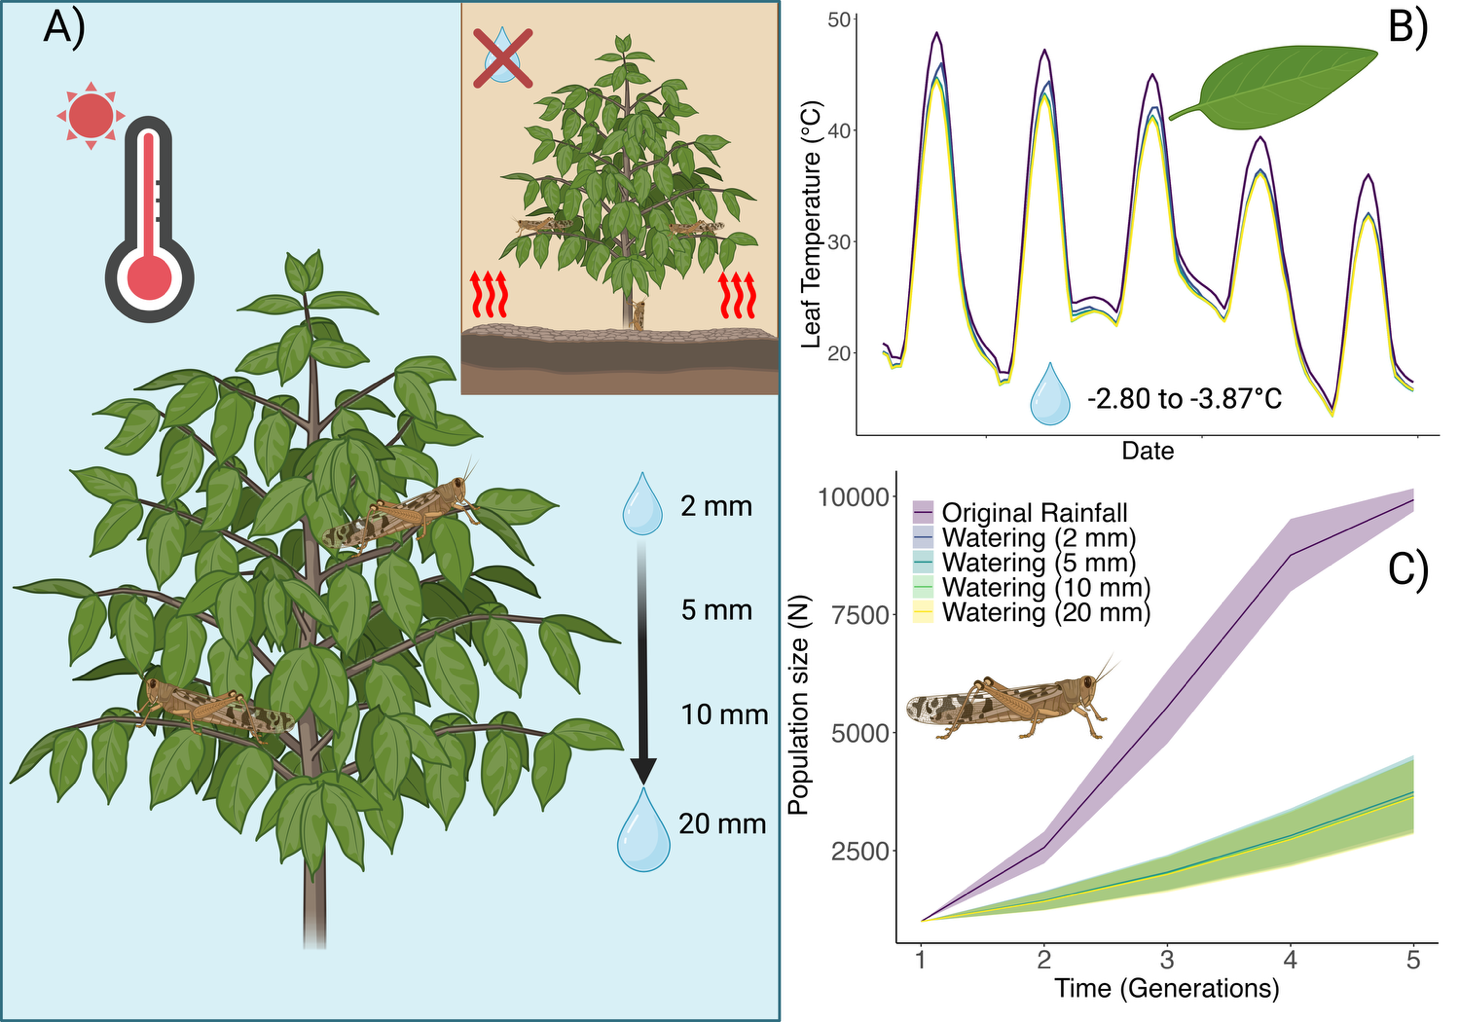 A)
2 mm
5 mm
10 mm
20 mm
B)
Leaf Temperature (°C)
50
40
30
20
-2.80 to -3.87°C
Date
C)
Population size (N)
10000
7500
5000
2500
Original Rainfall
Watering (2 mm)
Watering (5 mm)
Watering (10 mm)
Watering (20 mm)
1 2 3 4 5
Time (Generations)